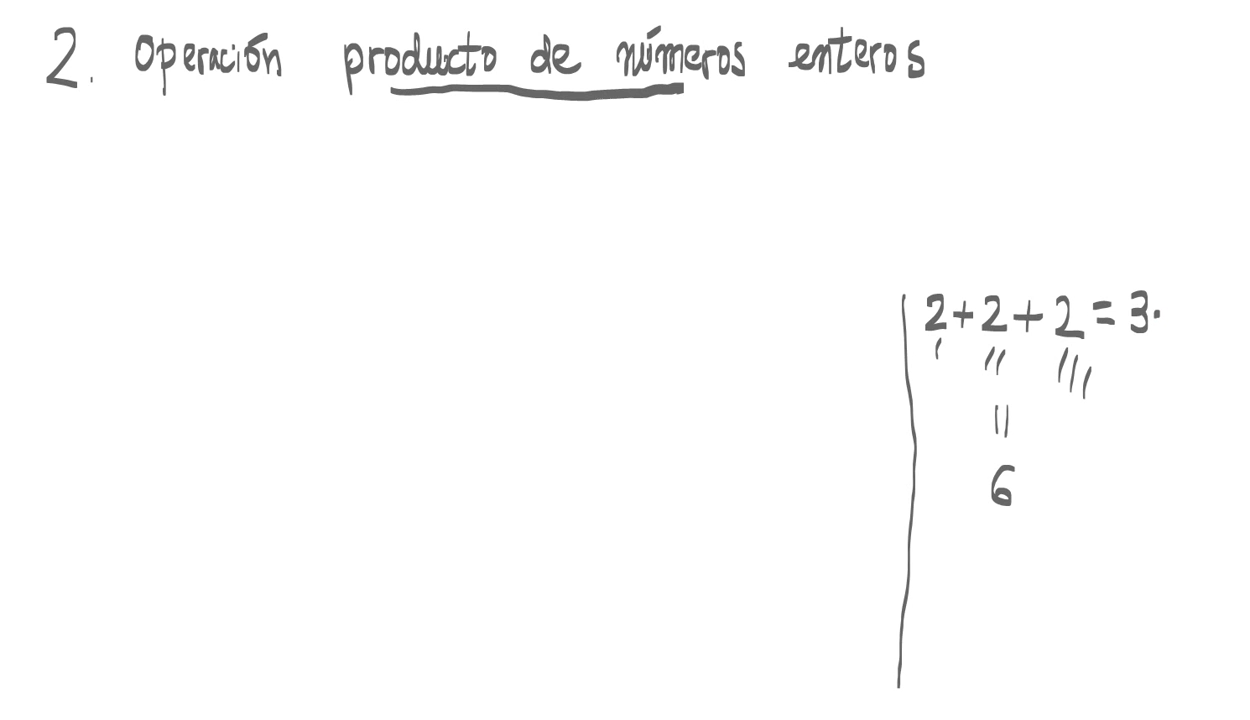 2. Operación producto de números enteros
2+2+2=3·
' '' '''
=
6